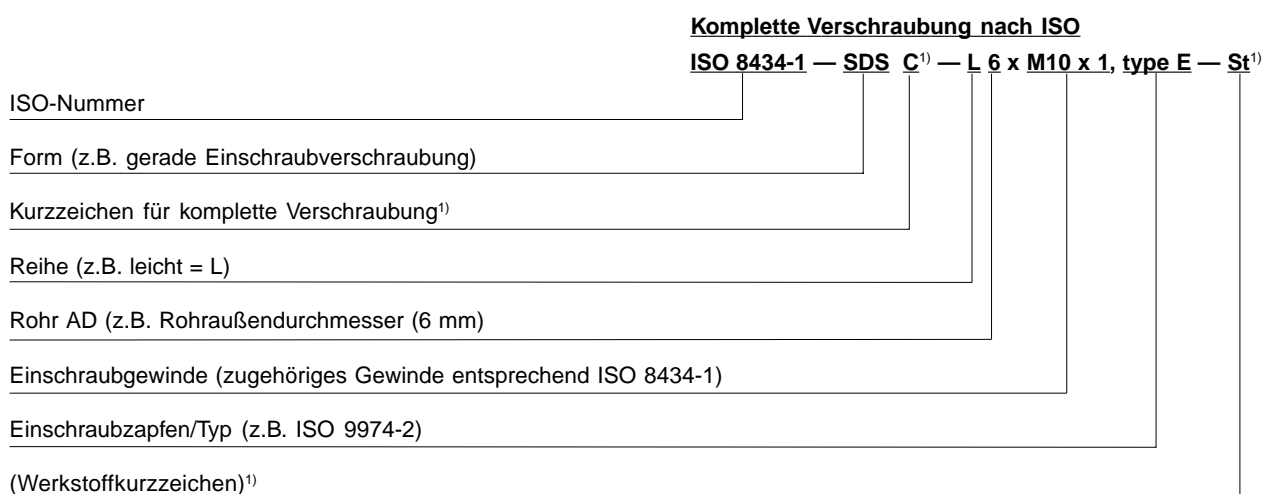 Komplette Verschraubung nach ISO
ISO 8434-1 — SDS C1) — L 6 x M10 x 1, type E — St1)
ISO-Nummer
Form (z.B. gerade Einschraubverschraubung)
Kurzzeichen für komplette Verschraubung1)
Reihe (z.B. leicht = L)
Rohr AD (z.B. Rohraußendurchmesser (6 mm)
Einschraubgewinde (zugehöriges Gewinde entsprechend ISO 8434-1)
Einschraubzapfen/Typ (z.B. ISO 9974-2)
(Werkstoffkurzzeichen)1)